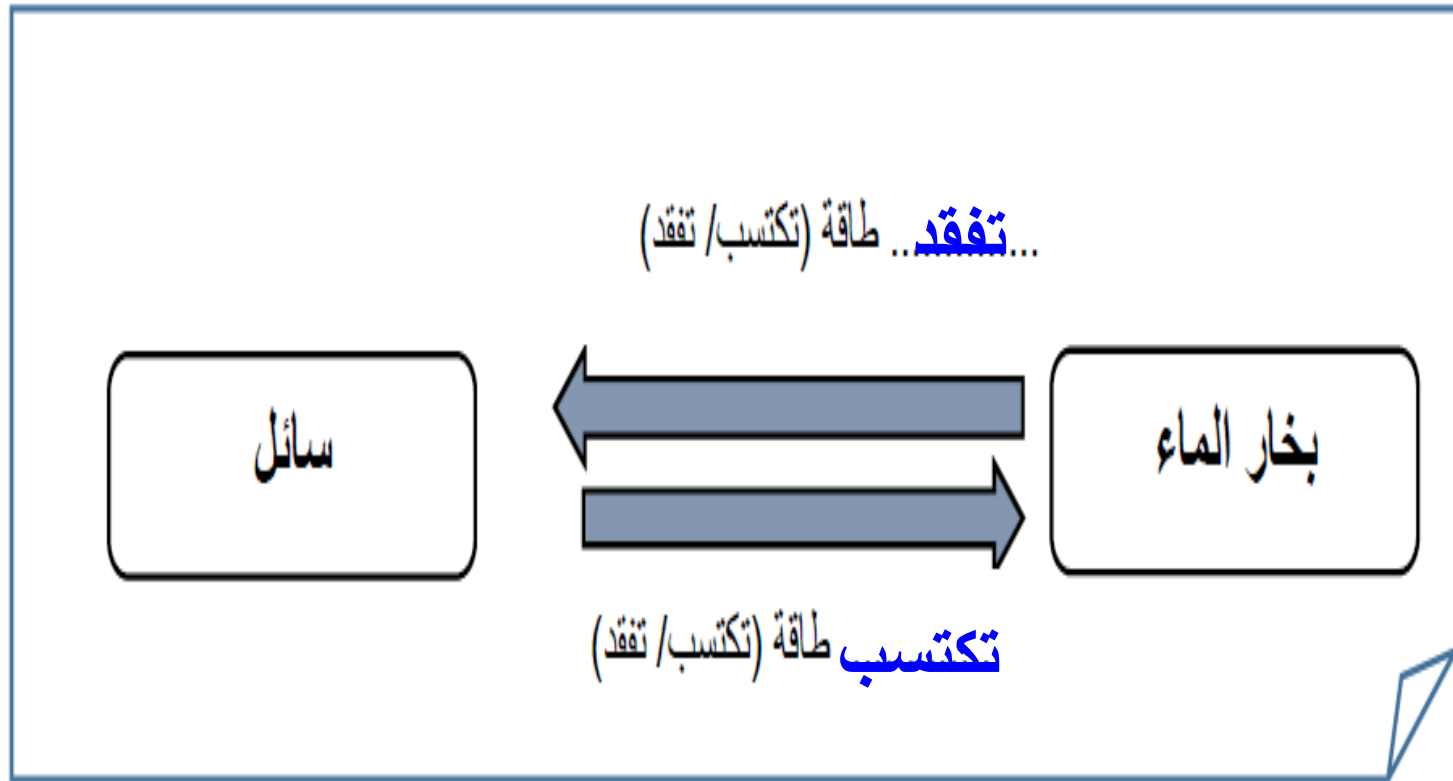 ...تفقد... طاقة (تكتسب/ تفقد)
بخار الماء
سائل
تكتسب طاقة (تكتسب/ تفقد)